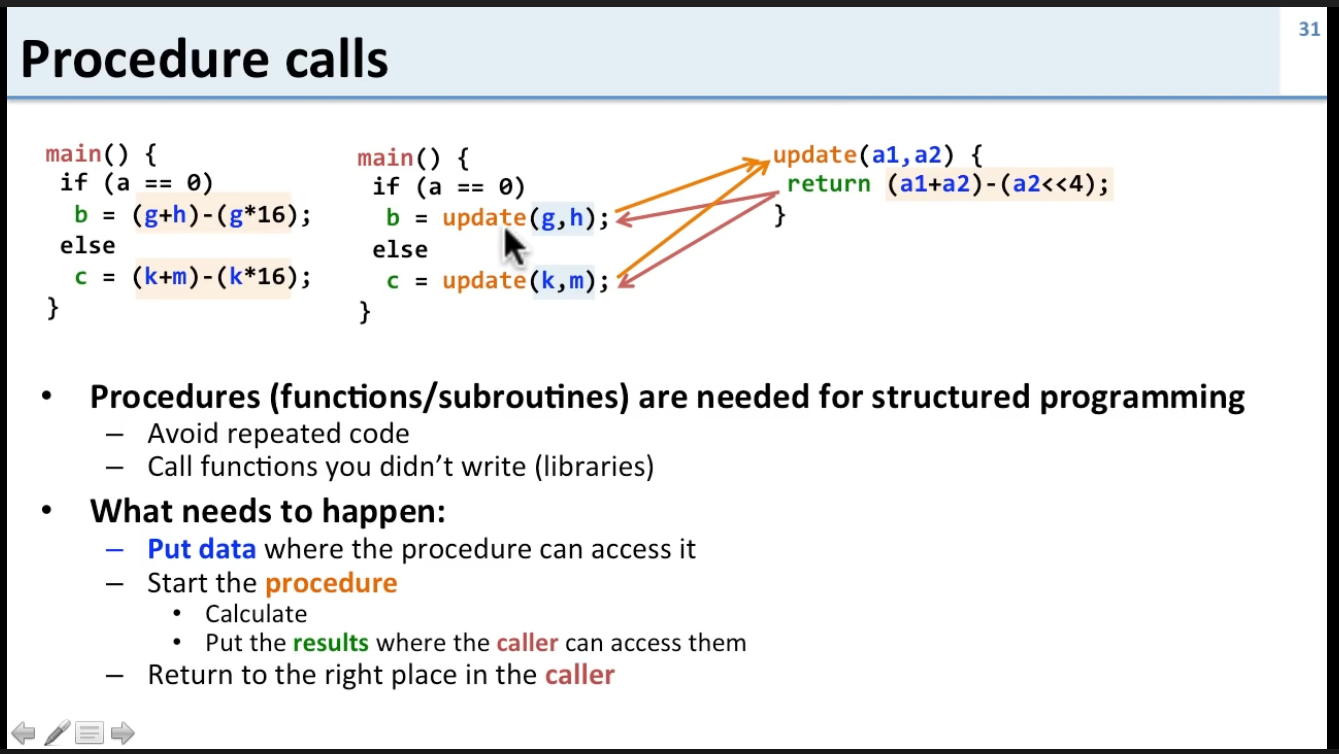 31
Procedure calls
main() {
if (a == 0)
b = (g+h)-(g*16);
else
c = (k+m)-(k*16);
}
main() {
if (a == 0)
b = update(g,h);
else
c = update(k,m);
}
update(a1,a2) {
return (a1+a2)-(a2<<4);
}
• Procedures (functions/subroutines) are needed for structured programming
– Avoid repeated code
– Call functions you didn’t write (libraries)
• What needs to happen:
– Put data where the procedure can access it
– Start the procedure
• Calculate
• Put the results where the caller can access them
– Return to the right place in the caller